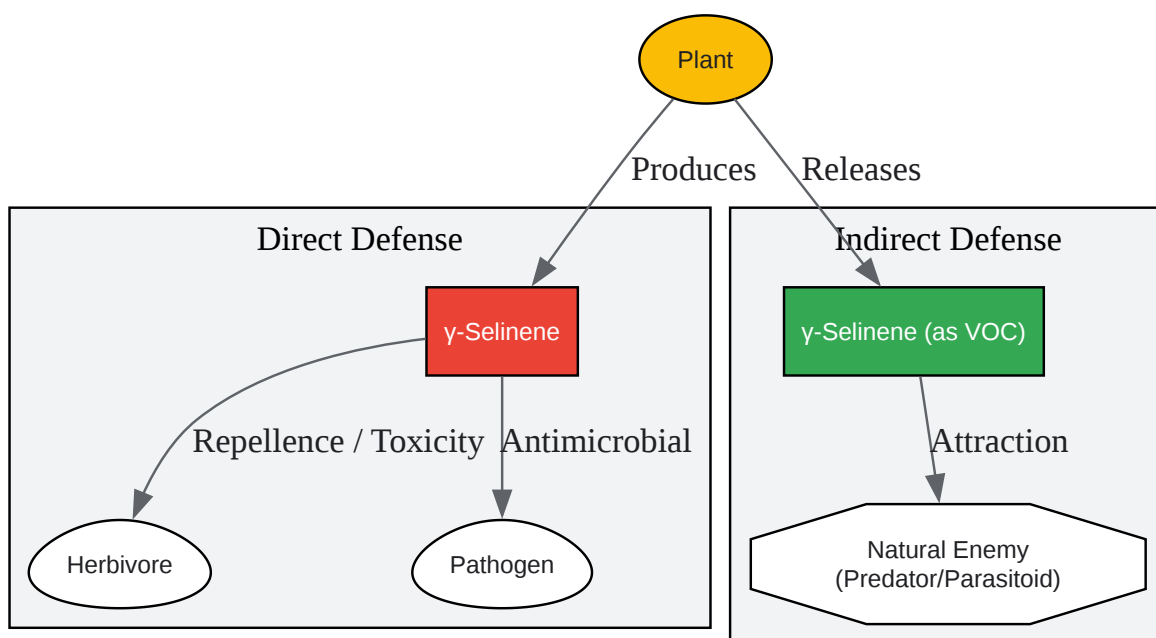 Plant
Produces
Releases
Direct Defense
Indirect Defense
γ-Selinene
γ-Selinene (as VOC)
Repellence / Toxicity
Antimicrobial
Attraction
Herbivore
Pathogen
Natural Enemy
(Predator/Parasitoid)